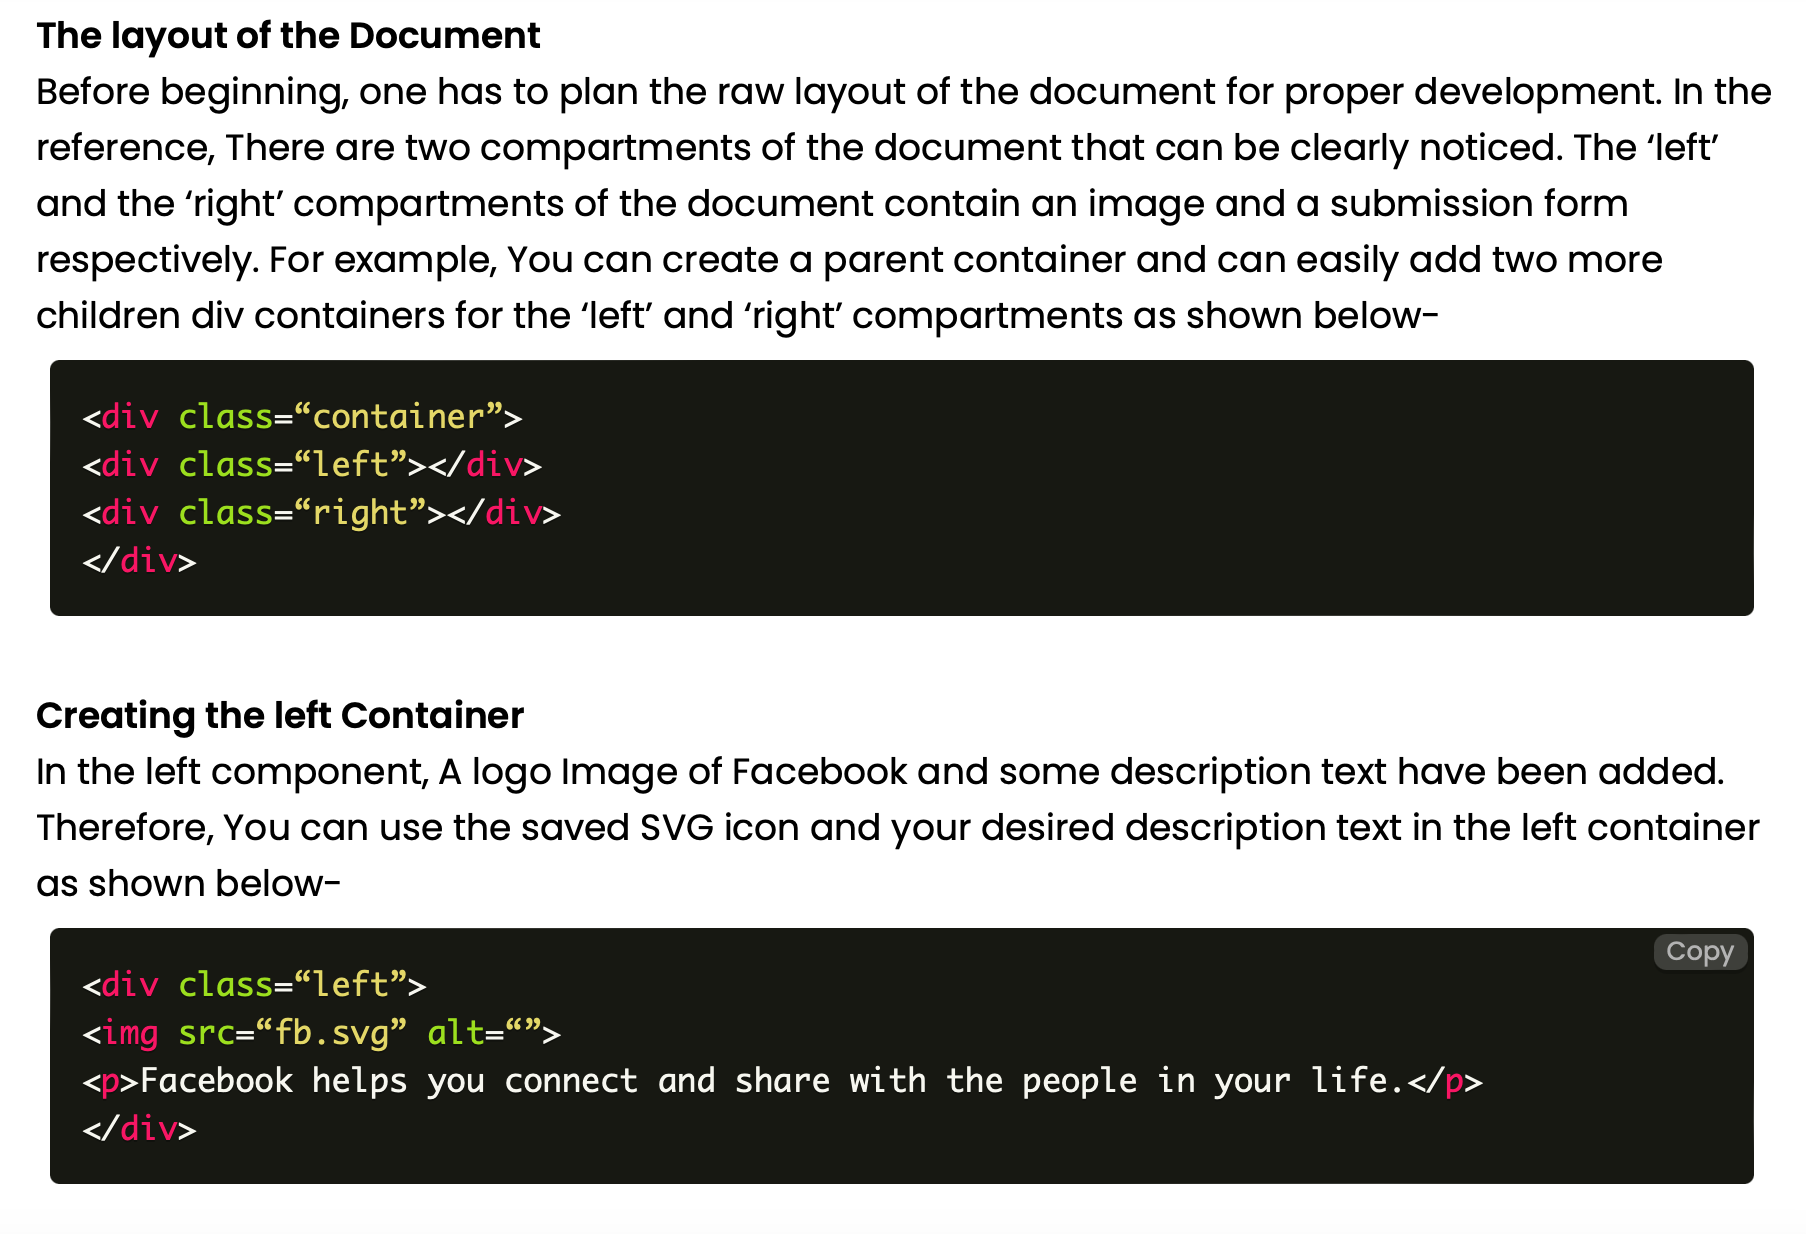 The layout of the Document
Before beginning, one has to plan the raw layout of the document for proper development. In the
reference, There are two compartments of the document that can be clearly noticed. The ‘left’
and the ‘right’ compartments of the document contain an image and a submission form
respectively. For example, You can create a parent container and can easily add two more
children div containers for the ‘left’ and ‘right’ compartments as shown below-
<div class=“container”>
<div class=“left”></div>
<div class=“right”></div>
</div>
Creating the left Container
In the left component, A logo Image of Facebook and some description text have been added.
Therefore, You can use the saved SVG icon and your desired description text in the left container
as shown below-
Copy
<div class=“left”>
<img src=“fb.svg” alt=“”>
<p>Facebook helps you connect and share with the people in your life.</p>
</div>